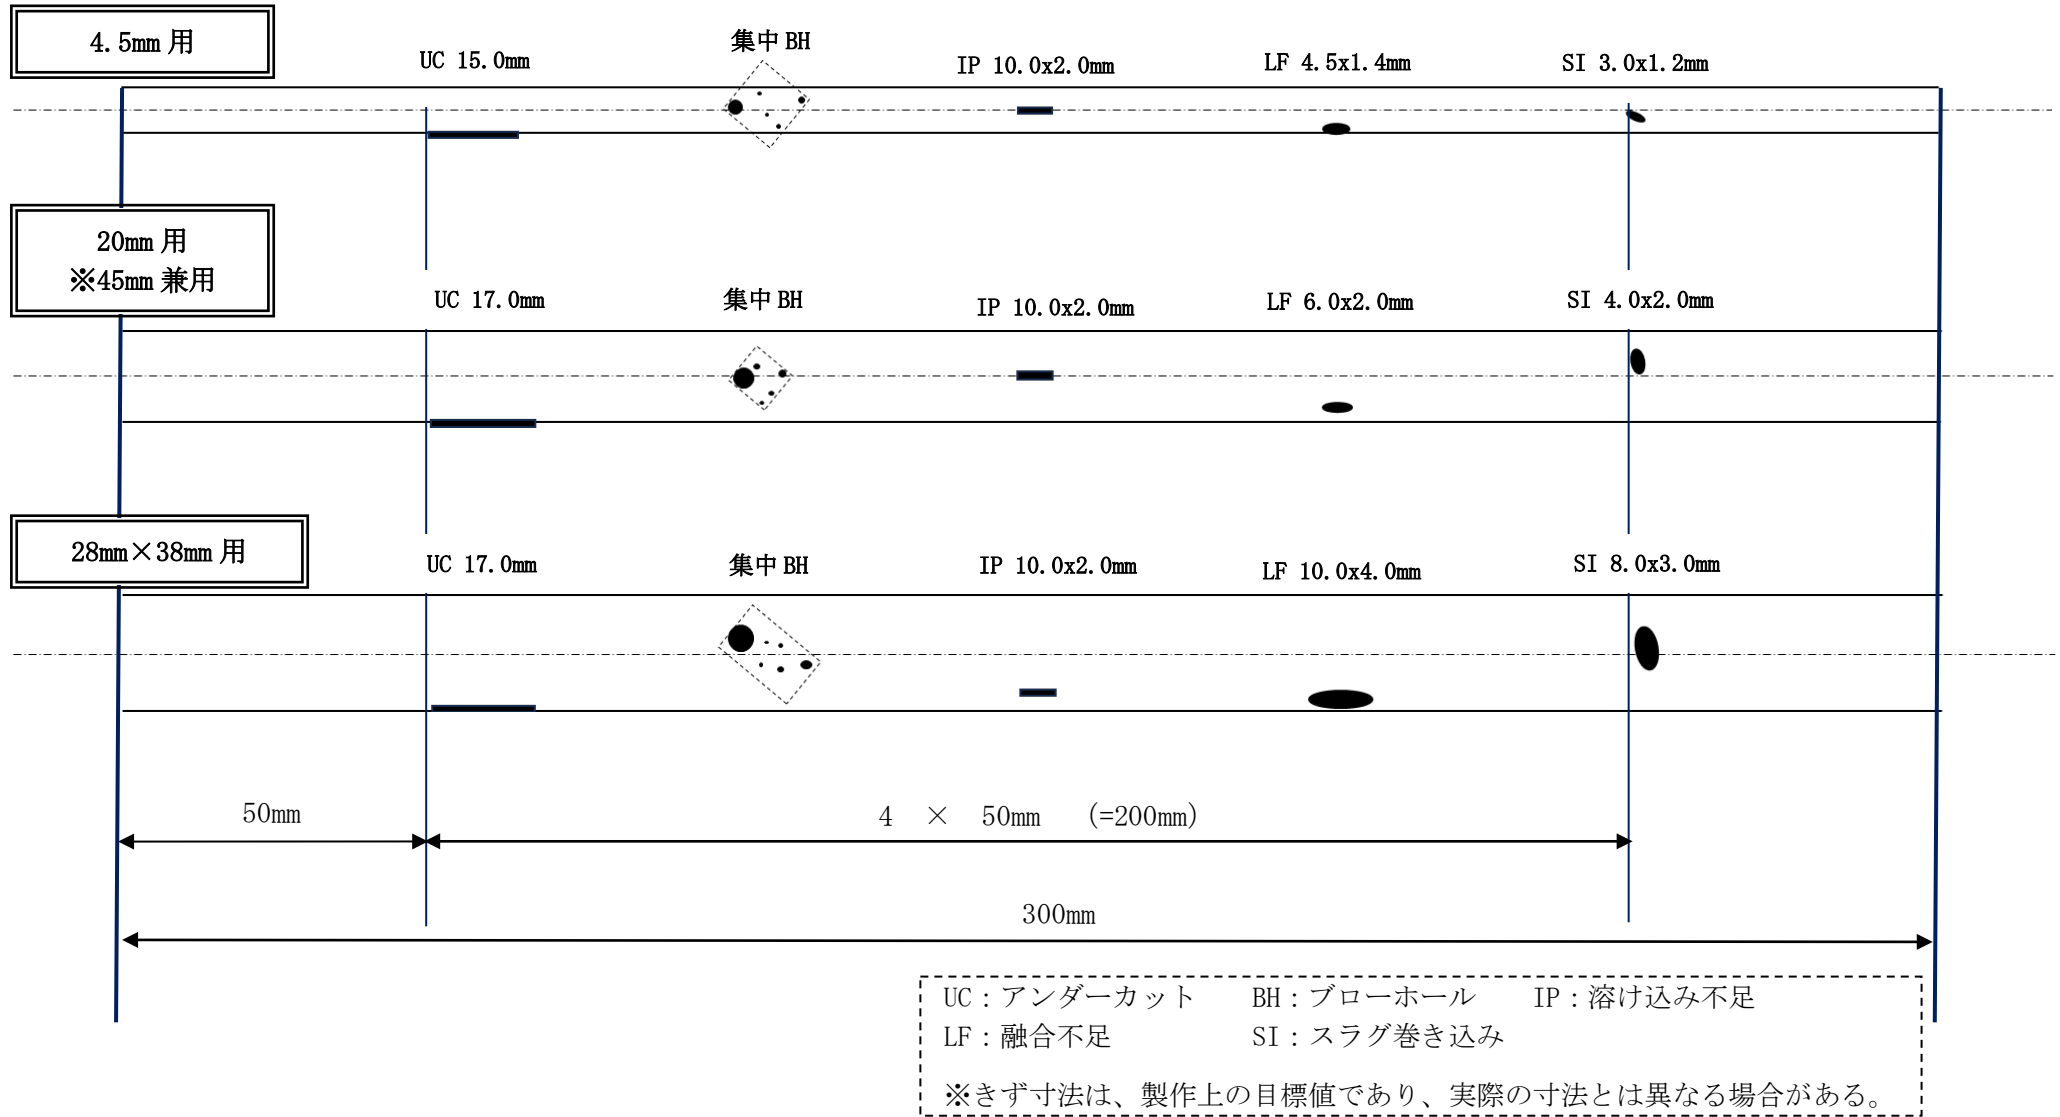 4.5mm 用
UC 15.0mm
集中 BH
IP 10.0x2.0mm
LF 4.5x1.4mm
SI 3.0x1.2mm
20mm 用
※45mm 兼用
UC 17.0mm
集中 BH
IP 10.0x2.0mm
LF 6.0x2.0mm
SI 4.0x2.0mm
28mm×38mm 用
UC 17.0mm
集中 BH
IP 10.0x2.0mm
LF 10.0x4.0mm
SI 8.0x3.0mm
50mm
4 × 50mm (=200mm)
300mm
UC：アンダーカット BH：ブローホール IP：溶け込み不足
LF：融合不足 SI：スラグ巻き込み
※きず寸法は、製作上の目標値であり、実際の寸法とは異なる場合がある。